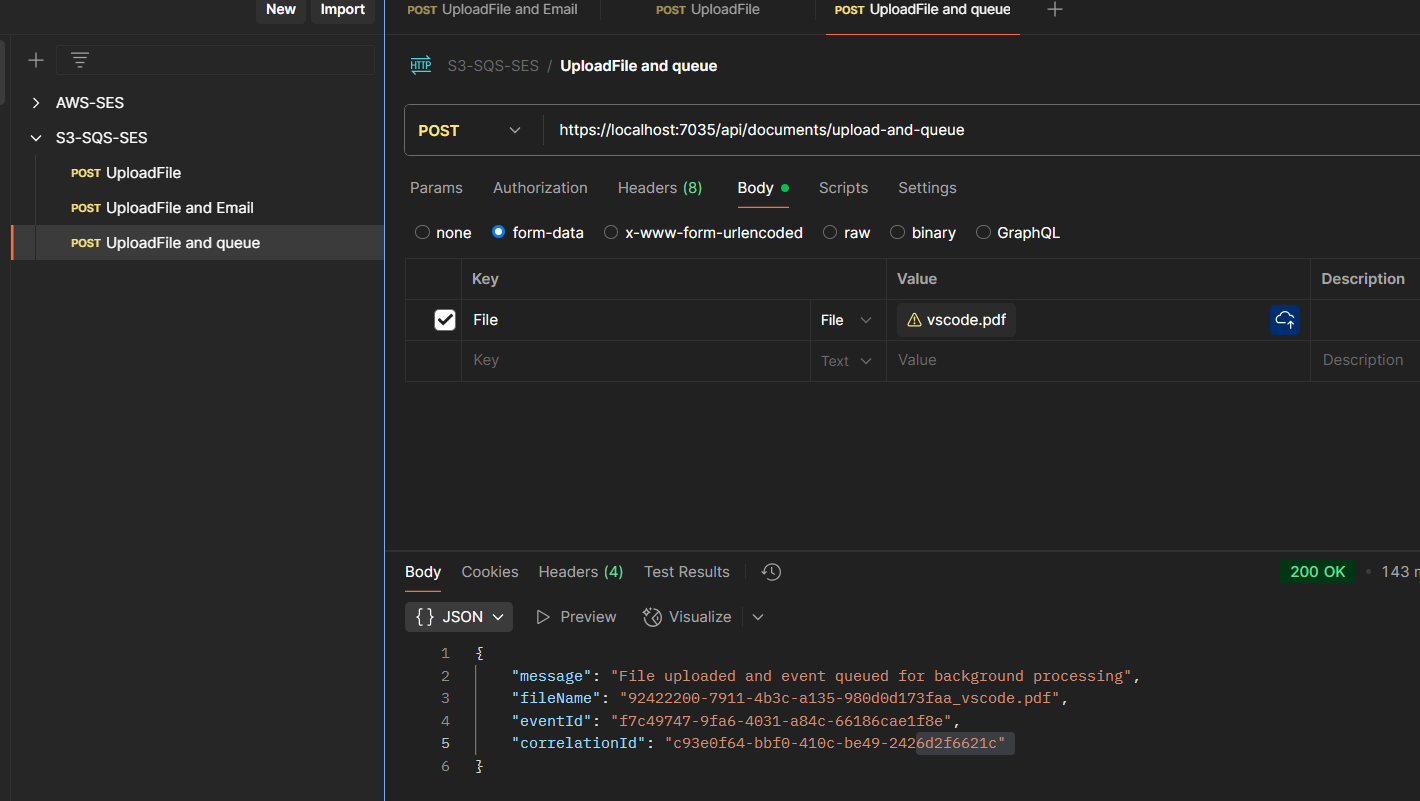 New Import
POST UploadFile and Email POST UploadFile POST UploadFile and queue
HTTP S3-SQS-SES / UploadFile and queue
AWS-SES
S3-SQS-SES
POST UploadFile
POST UploadFile and Email
POST UploadFile and queue
POST https://localhost:7035/api/documents/upload-and-queue
Params Authorization Headers (8) Body Scripts Settings
none form-data x-www-form-urlencoded raw binary GraphQL
Key Value Description
File File vscode.pdf
Key Text Value Description
Body Cookies Headers (4) Test Results 200 OK 143
{} JSON Preview Visualize
1 {
2 "message": "File uploaded and event queued for background processing",
3 "fileName": "92422200-7911-4b3c-a135-980d0d173faa_vscode.pdf",
4 "eventId": "f7c49747-9fa6-4031-a84c-66186cae1f8e",
5 "correlationId": "c93e0f64-bbf0-410c-be49-2426d2f6621c"
6 }